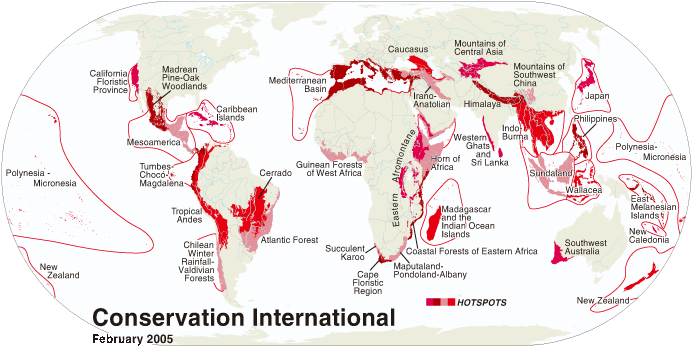 Caucasus
Mountains of
Central Asia
California
Floristic
Province
Madrean
Pine-Oak
Woodlands
Mediterranean
Basin
Mountains of
Southwest
China
Irano-
Anatolian
Himalaya
Japan
Caribbean
Islands
Philippines
Mesoamerica
Indo-
Burma
Western
Ghats
and
Sri Lanka
Polynesia -
Micronesia
Polynesia -
Micronesia
Tumbes-
Chocó-
Magdalena
Guinean Forests
of West Africa
Horn of
Africa
Cerrado
Sundaland
Wallacea
Eastern Afromontane
East
Melanesian
Islands
Tropical
Andes
Madagascar
and the
Indian Ocean
Islands
New
Caledonia
Atlantic Forest
Chilean
Winter
Rainfall-
Valdivian
Forests
Succulent
Karoo
Coastal Forests of Eastern Africa
Southwest
Australia
Maputaland-
Pondoland-Albany
Cape
Floristic
Region
New
Zealand
New Zealand
HOTSPOTS
Conservation International
February 2005